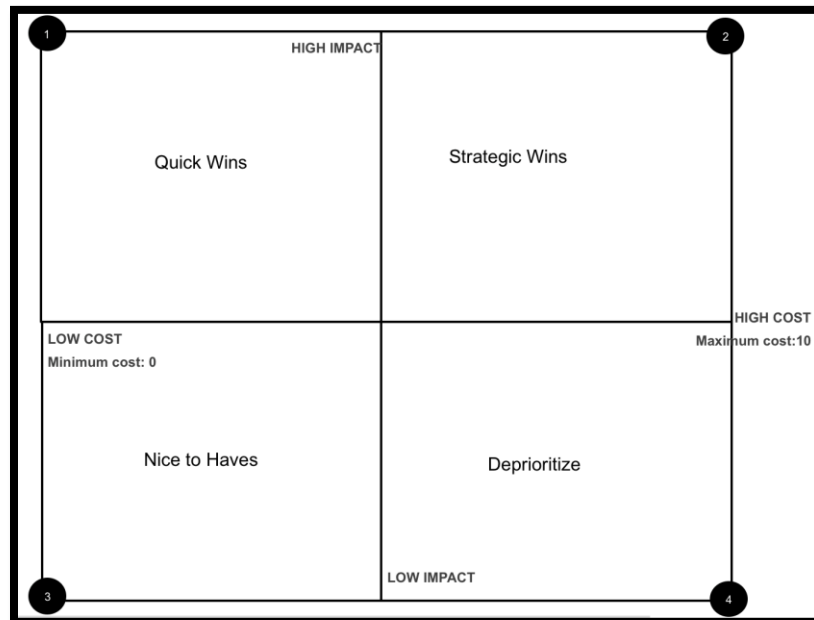 1
2
HIGH IMPACT
Quick Wins
Strategic Wins
LOW COST
Minimum cost: 0
HIGH COST
Maximum cost:10
Nice to Haves
Deprioritize
LOW IMPACT
3
4